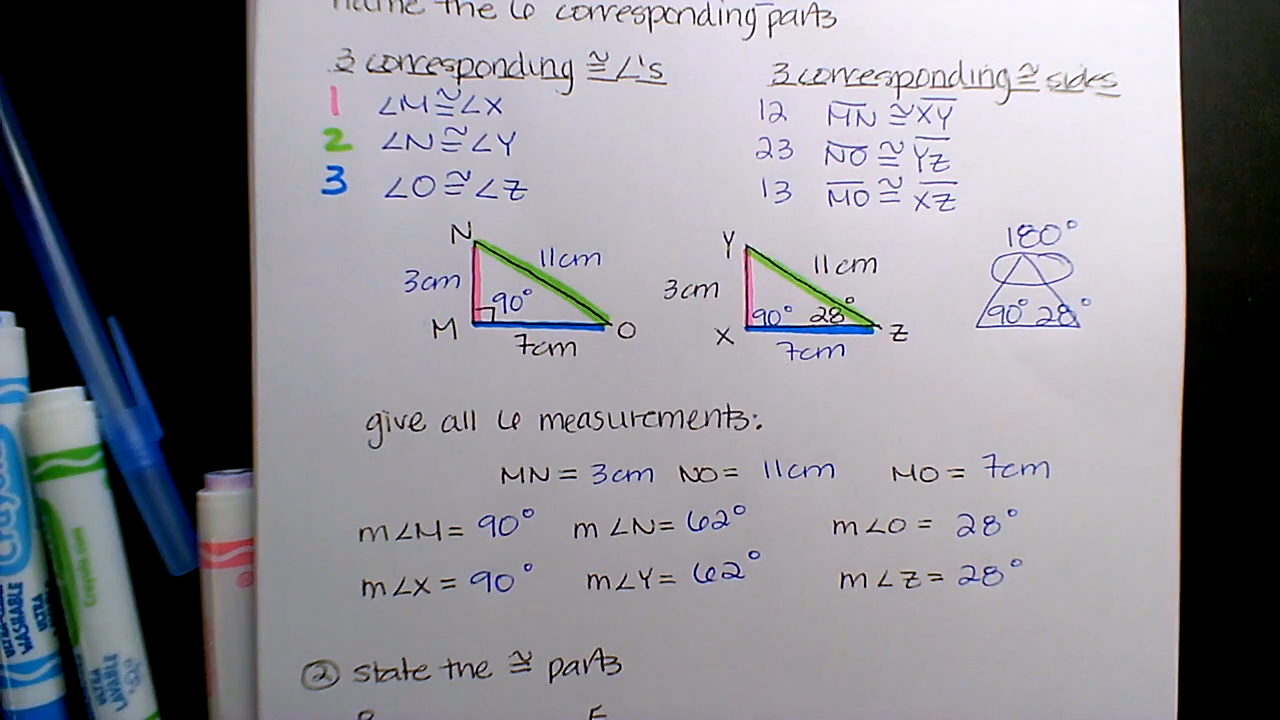 name the 6 corresponding parts
3 corresponding ≅ ∠'s
1 ∠M ≅ ∠X
2 ∠N ≅ ∠Y
3 ∠O ≅ ∠Z
3 corresponding ≅ sides
12 MN ≅ XY
23 NO ≅ YZ
13 MO ≅ XZ
N
3cm
11cm
90°
M
7cm
O
Y
3cm
11cm
90° 28°
X
7cm
Z
180°
90° 28°
give all 6 measurements:
MN = 3cm NO = 11cm MO = 7cm
m∠M = 90° m∠N = 62° m∠O = 28°
m∠X = 90° m∠Y = 62° m∠Z = 28°
② state the ≅ parts
Crayola
WASHABLE